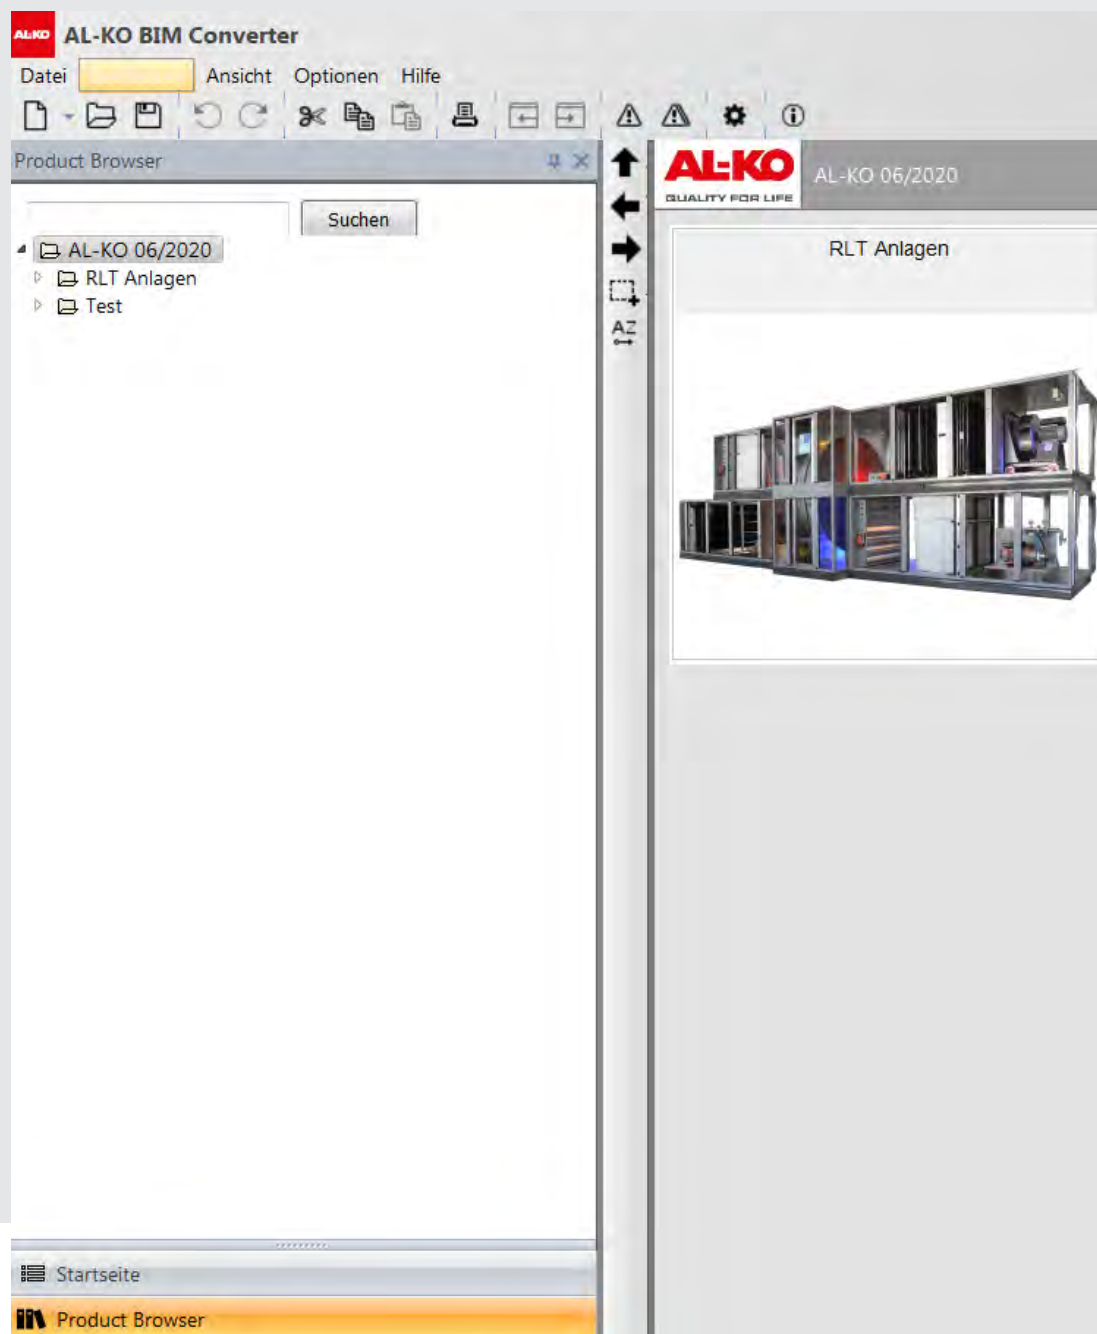 AL-KO AL-KO BIM Converter
Datei Ansicht Optionen Hilfe
Product Browser
Suchen
AL-KO 06/2020
RLT Anlagen
Test
AZ
AL-KO
QUALITY FOR LIFE
AL-KO 06/2020
RLT Anlagen
Startseite
Product Browser